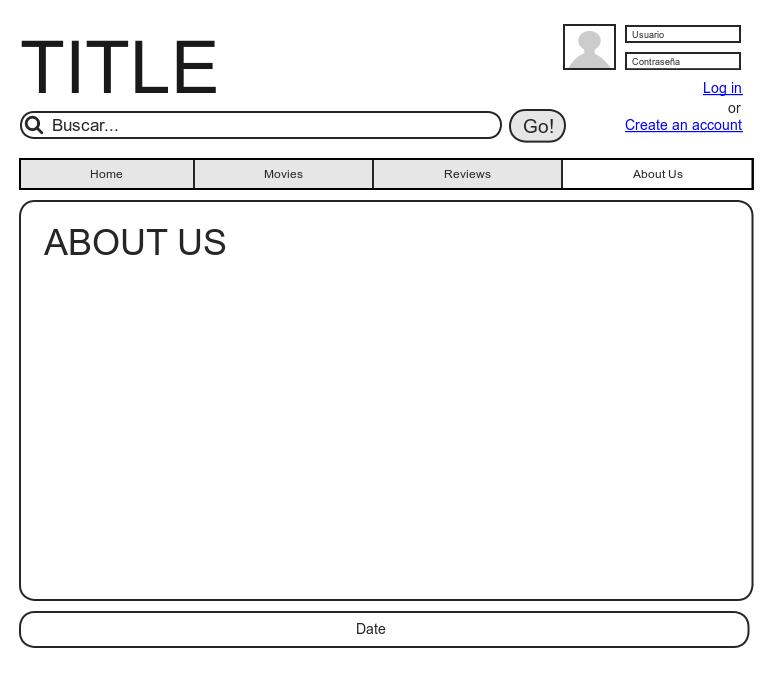 TITLE
Usuario
Contraseña
Log in
or
Create an account
Buscar...
Go!
Home
Movies
Reviews
About Us
ABOUT US
Date